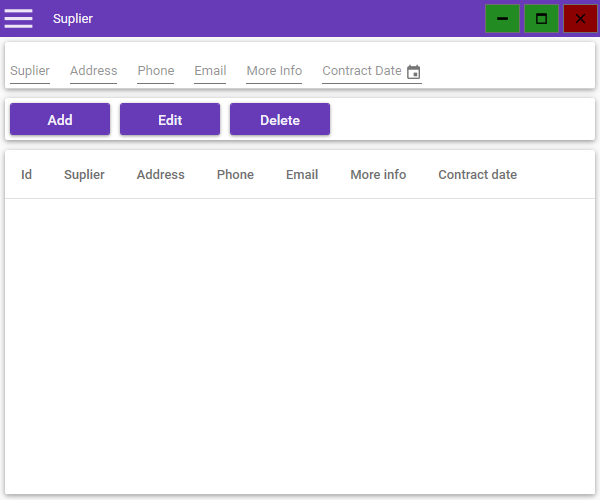 Suplier
Suplier Address Phone Email More Info Contract Date
Add Edit Delete
Id Suplier Address Phone Email More info Contract date